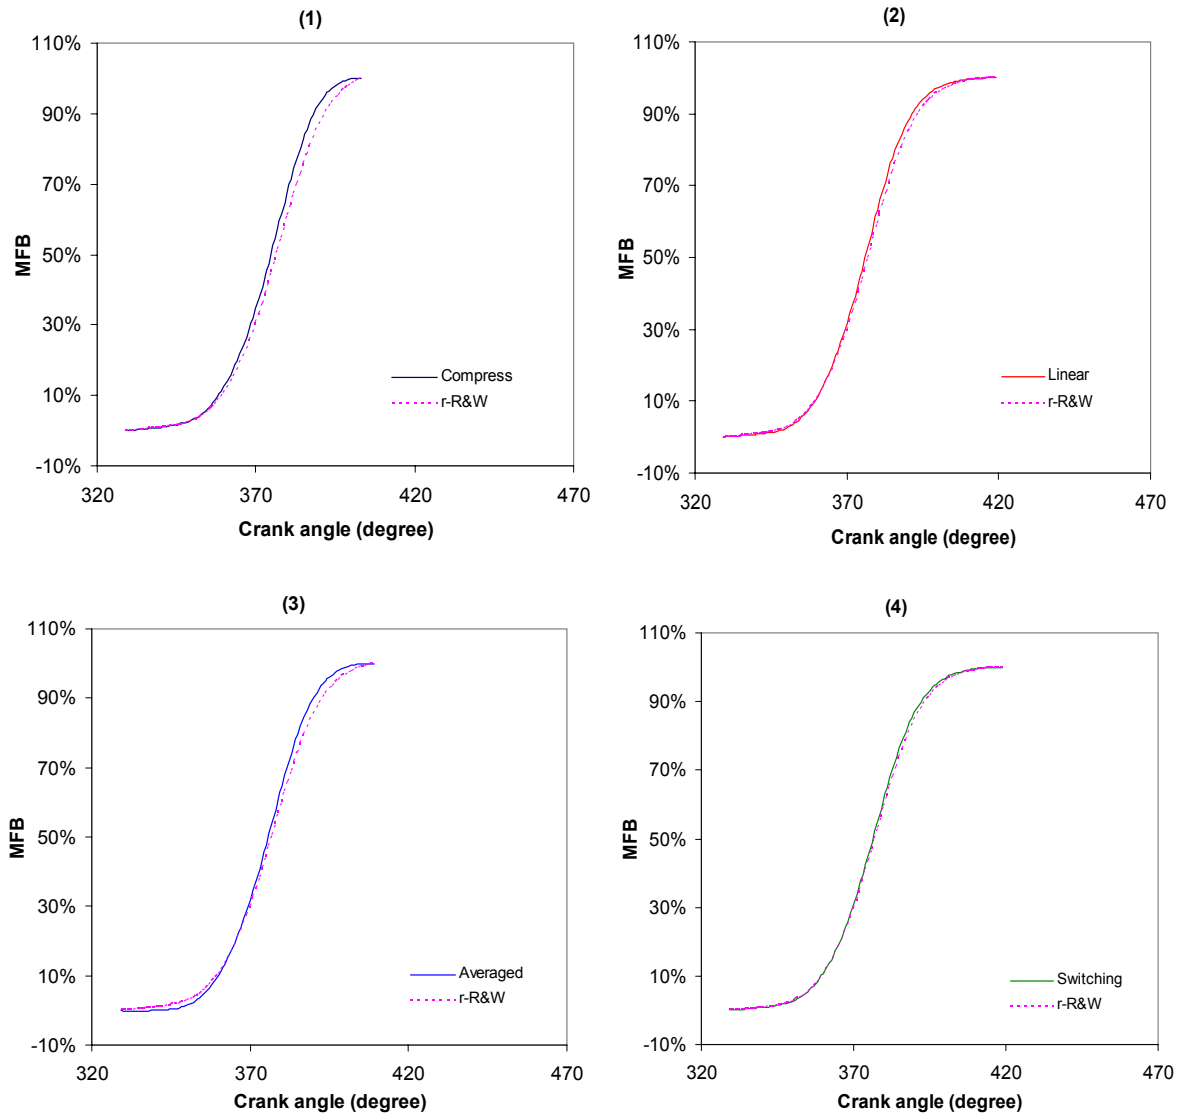 (1)
110%
90%
70%
50%
30%
10%
-10%
MFB
Compress
r-R&W
320 370 420 470
Crank angle (degree)
(2)
110%
90%
70%
50%
30%
10%
-10%
MFB
Linear
r-R&W
320 370 420 470
Crank angle (degree)
(3)
110%
90%
70%
50%
30%
10%
-10%
MFB
Averaged
r-R&W
320 370 420 470
Crank angle (degree)
(4)
110%
90%
70%
50%
30%
10%
-10%
MFB
Switching
r-R&W
320 370 420 470
Crank angle (degree)